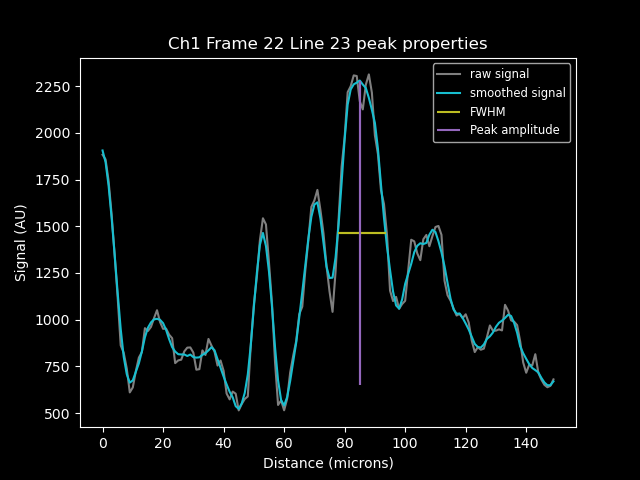 Ch1 Frame 22 Line 23 peak properties
raw signal
smoothed signal
FWHM
Peak amplitude
Signal (AU)
2250
2000
1750
1500
1250
1000
750
500
0 20 40 60 80 100 120 140
Distance (microns)